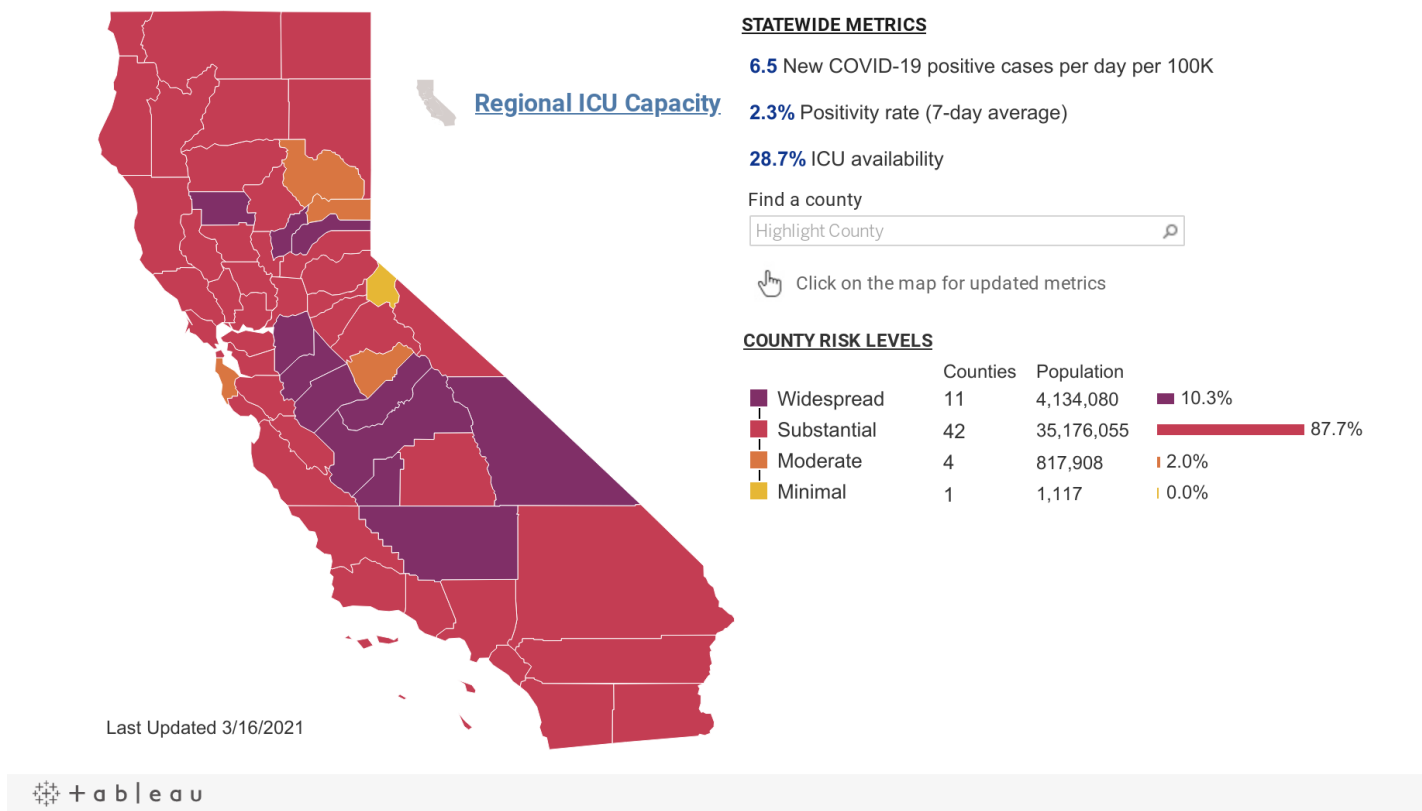 STATEWIDE METRICS
6.5 New COVID-19 positive cases per day per 100K
Regional ICU Capacity
2.3% Positivity rate (7-day average)
28.7% ICU availability
Find a county
Highlight County
Click on the map for updated metrics
COUNTY RISK LEVELS
Counties Population
Widespread 11 4,134,080 10.3%
Substantial 42 35,176,055 87.7%
Moderate 4 817,908 2.0%
Minimal 1 1,117 0.0%
Last Updated 3/16/2021
+ a b | e a u